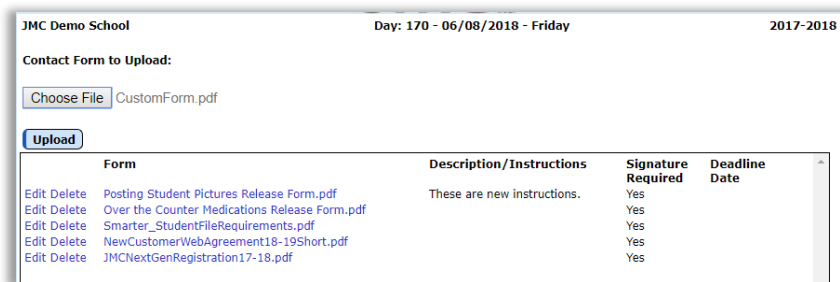 JMC Demo School Day: 170 - 06/08/2018 - Friday 2017-2018
Contact Form to Upload:
Choose File CustomForm.pdf
Upload
Form Description/Instructions Signature Required Deadline Date
Edit Delete Posting Student Pictures Release Form.pdf These are new instructions. Yes
Edit Delete Over the Counter Medications Release Form.pdf Yes
Edit Delete Smarter_StudentFileRequirements.pdf Yes
Edit Delete NewCustomerWebAgreement18-19Short.pdf Yes
Edit Delete JMCNextGenRegistration17-18.pdf Yes